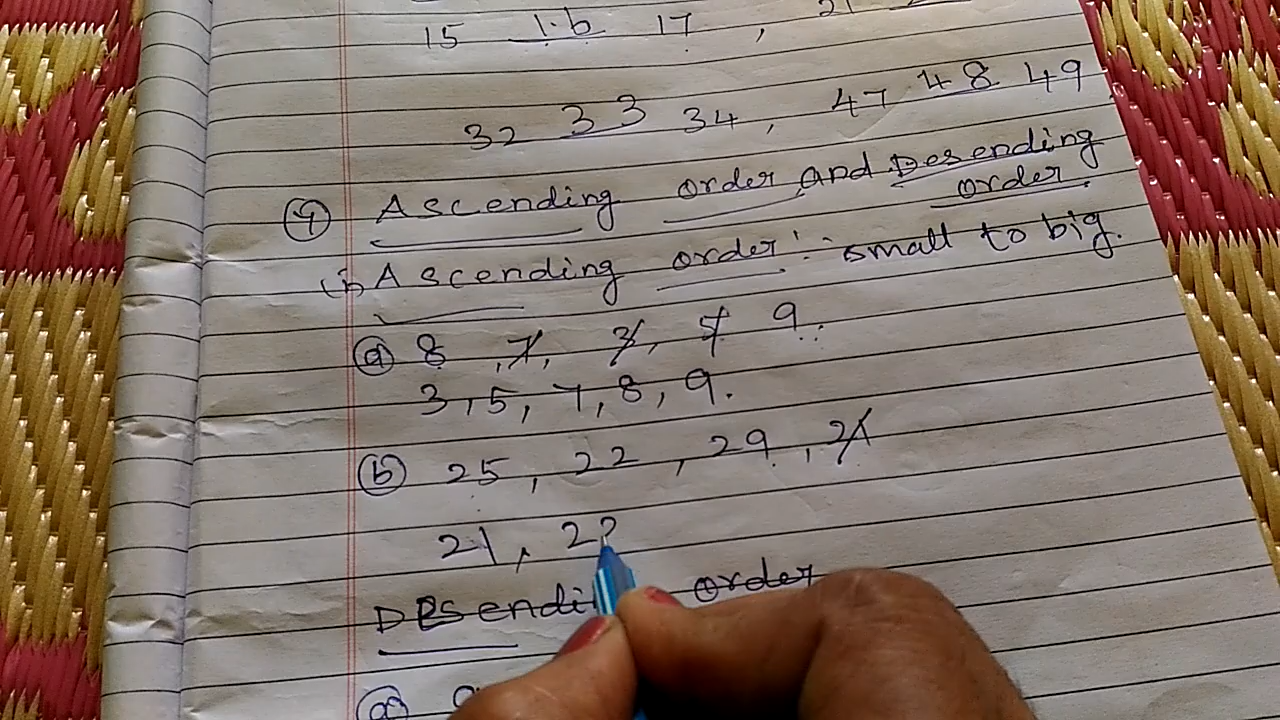 15 16 17 , 21
32 33 34 , 47 48 49
4 Ascending order and Desending
order.
(i) Ascending order :- small to big.
a 8 , 7, 3, 5 9.
3, 5, 7, 8, 9.
b 25 , 22 , 29 , 21
21 , 22
order
a